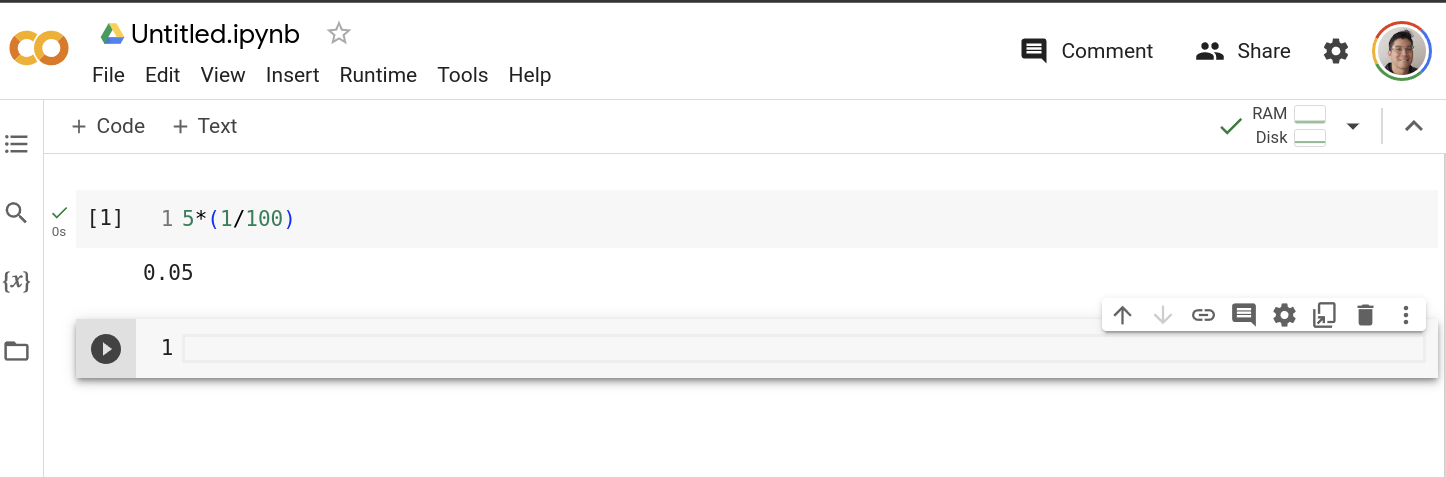 Untitled.ipynb
File Edit View Insert Runtime Tools Help
Comment Share
+ Code + Text
RAM
Disk
[1] 1 5*(1/100)
0s
0.05
{x}
1